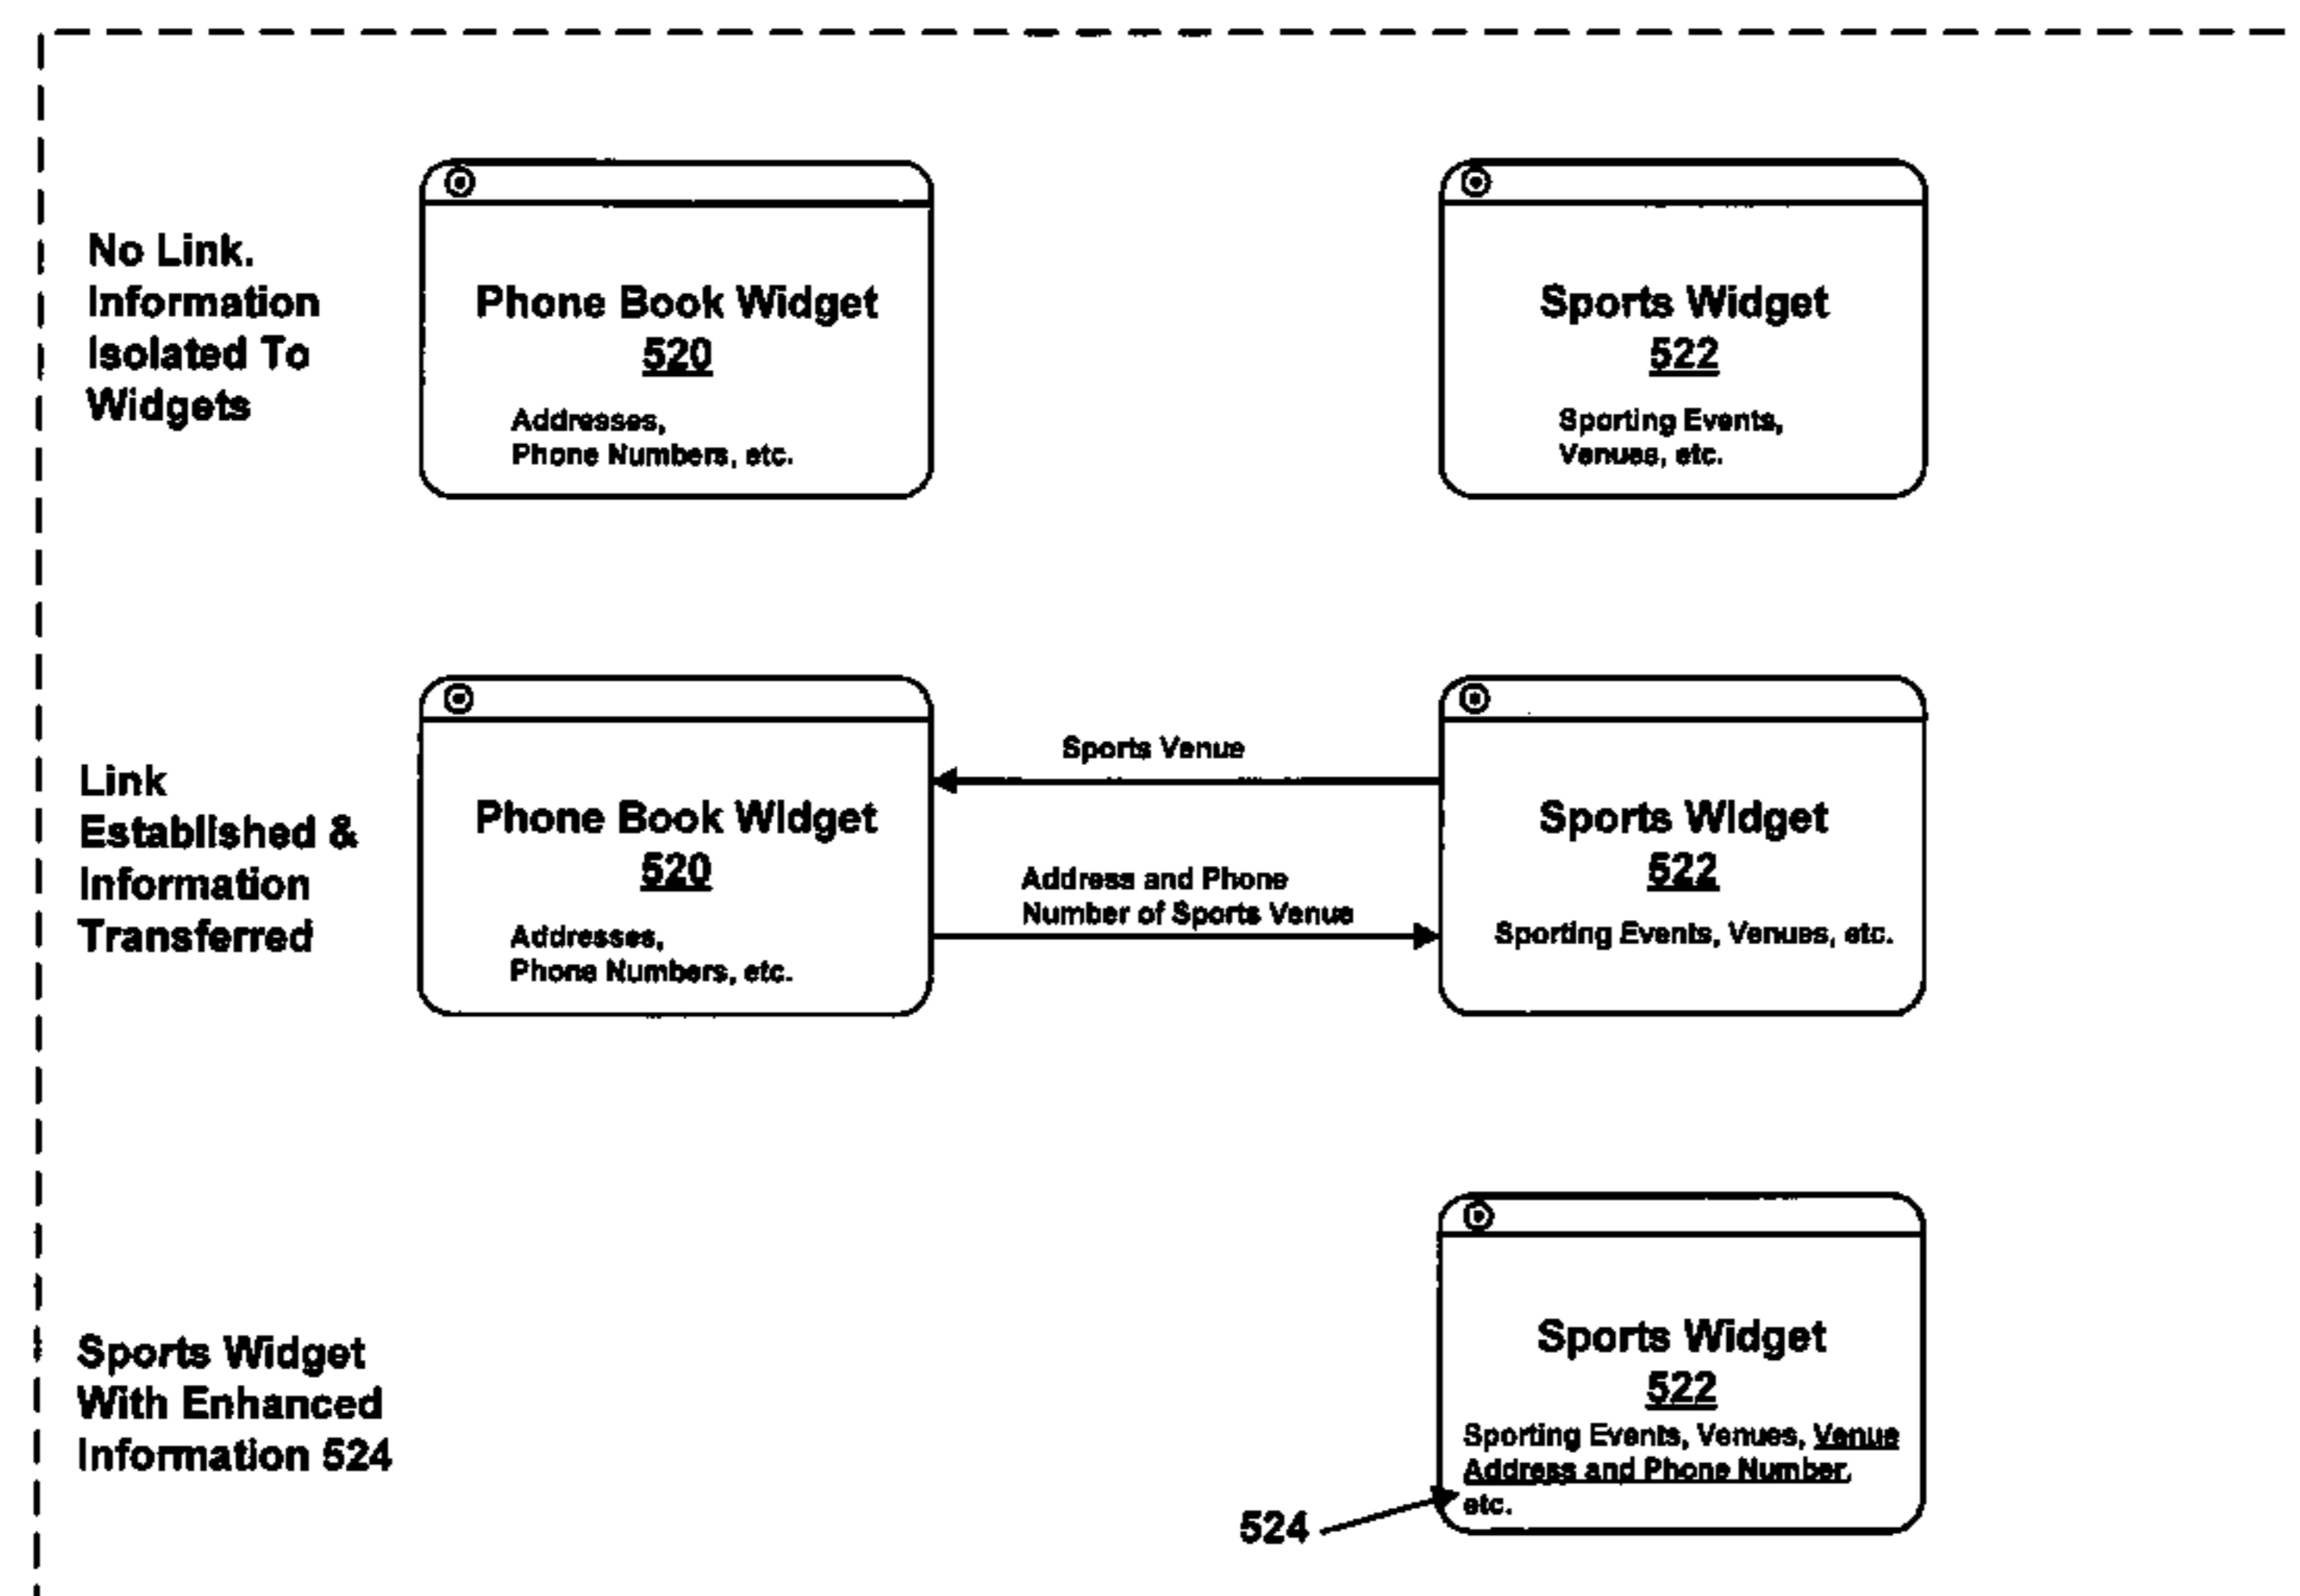 No Link.
Information
Isolated To
Widgets
Phone Book Widget
520
Addresses,
Phone Numbers, etc.
Sports Widget
522
Sporting Events,
Venues, etc.
Link
Established &
Information
Transferred
Phone Book Widget
520
Addresses,
Phone Numbers, etc.
Sports Venue
Address and Phone
Number of Sports Venue
Sports Widget
522
Sporting Events, Venues, etc.
Sports Widget
With Enhanced
Information 524
Sports Widget
522
Sporting Events, Venues, Venue
Address and Phone Number,
etc.
524